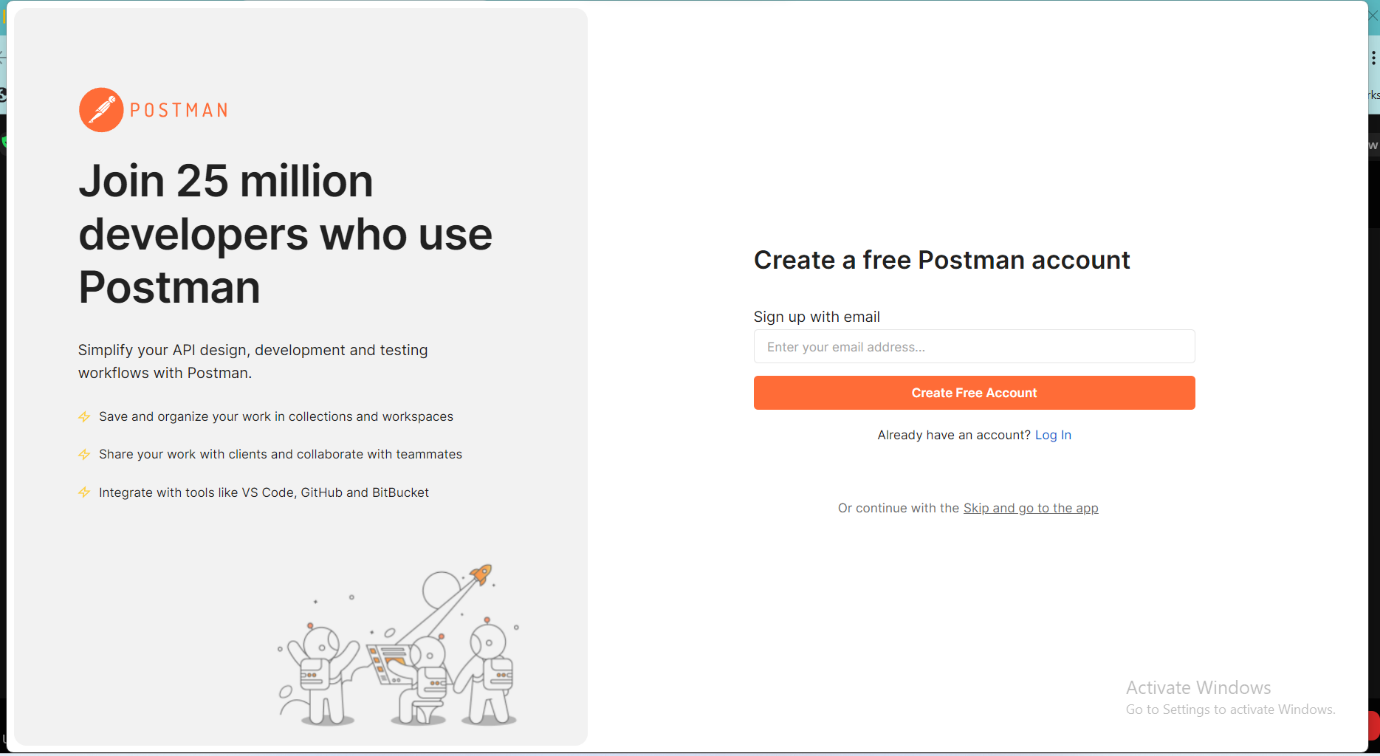 POSTMAN
Join 25 million
developers who use
Postman
Simplify your API design, development and testing
workflows with Postman.
Save and organize your work in collections and workspaces
Share your work with clients and collaborate with teammates
Integrate with tools like VS Code, GitHub and BitBucket
Create a free Postman account
Sign up with email
Enter your email address...
Create Free Account
Already have an account? Log In
Or continue with the Skip and go to the app
Activate Windows
Go to Settings to activate Windows.